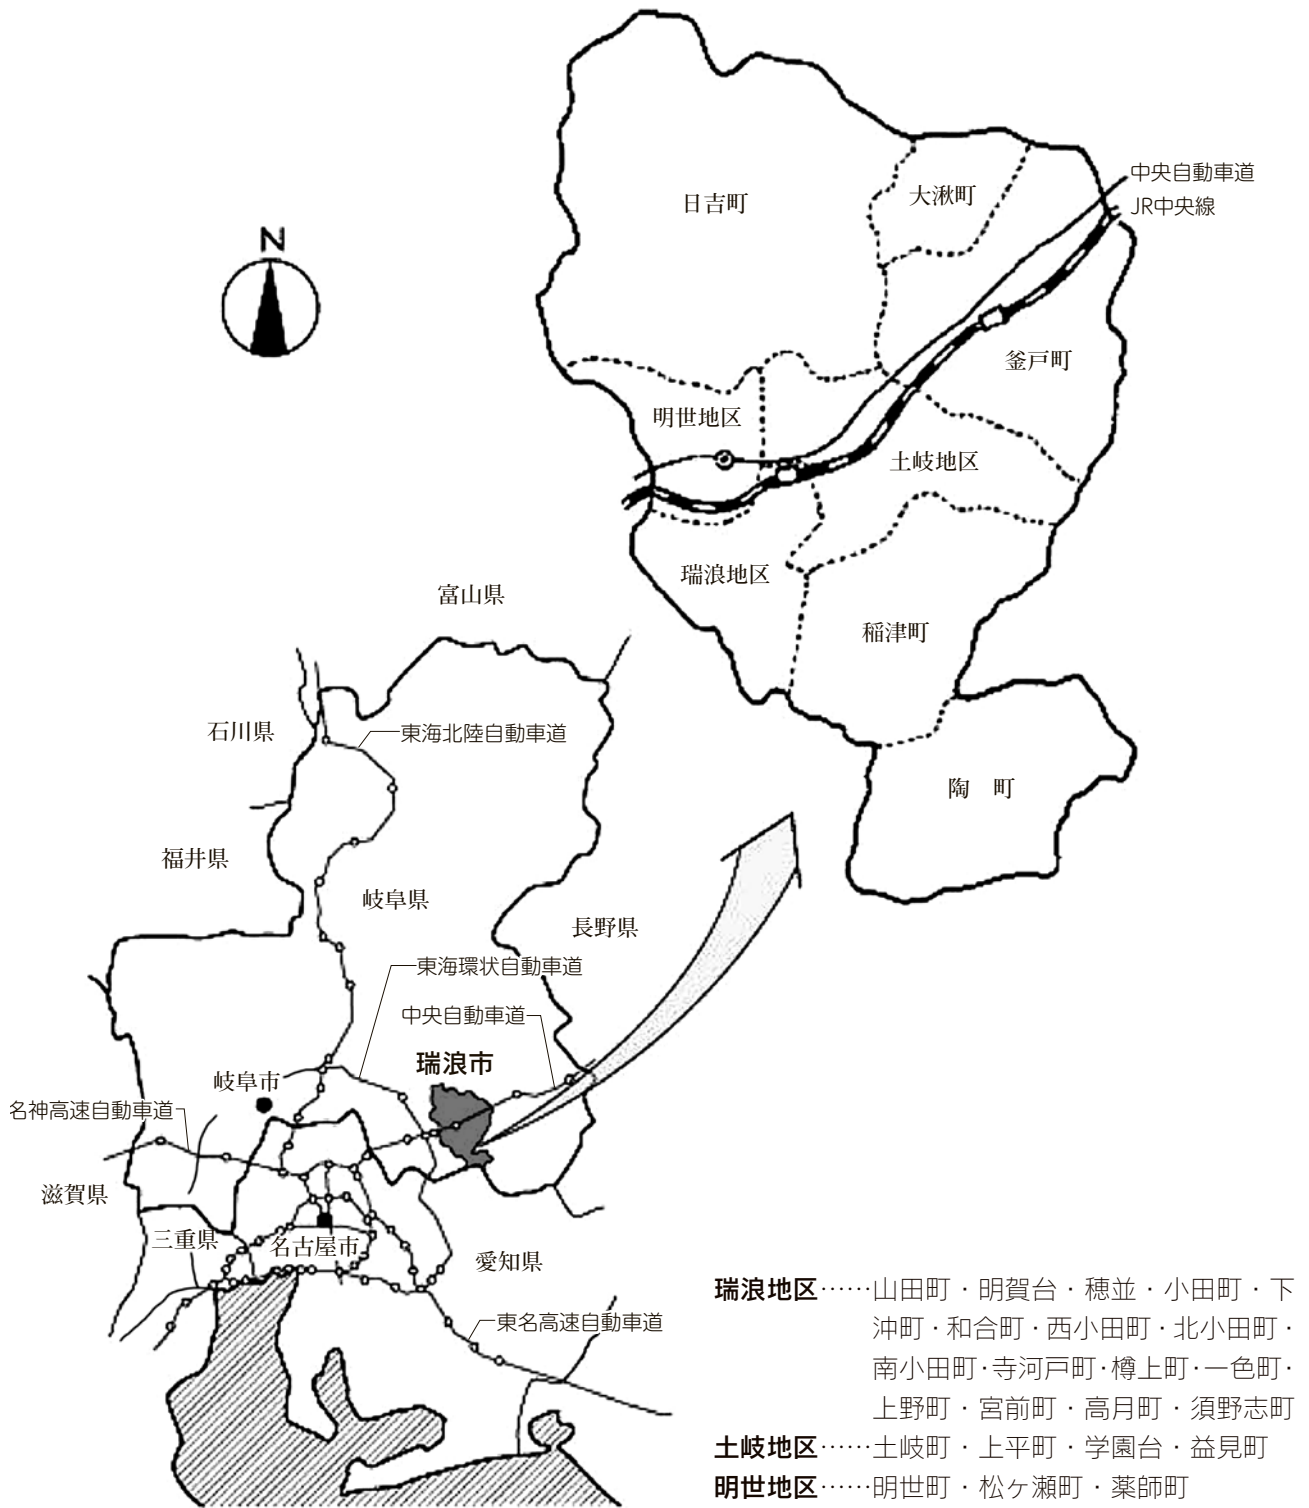 中央自動車道
JR中央線
日吉町
大湫町
N
釜戸町
明世地区
土岐地区
瑞浪地区
稲津町
陶　町
富山県
石川県
東海北陸自動車道
福井県
岐阜県
長野県
東海環状自動車道
中央自動車道
瑞浪市
岐阜市
名神高速自動車道
滋賀県
三重県
名古屋市
愛知県
東名高速自動車道
瑞浪地区……山田町・明賀台・穂並・小田町・下
沖町・和合町・西小田町・北小田町・
南小田町・寺河戸町・樽上町・一色町・
上野町・宮前町・高月町・須野志町
土岐地区……土岐町・上平町・学園台・益見町
明世地区……明世町・松ヶ瀬町・薬師町